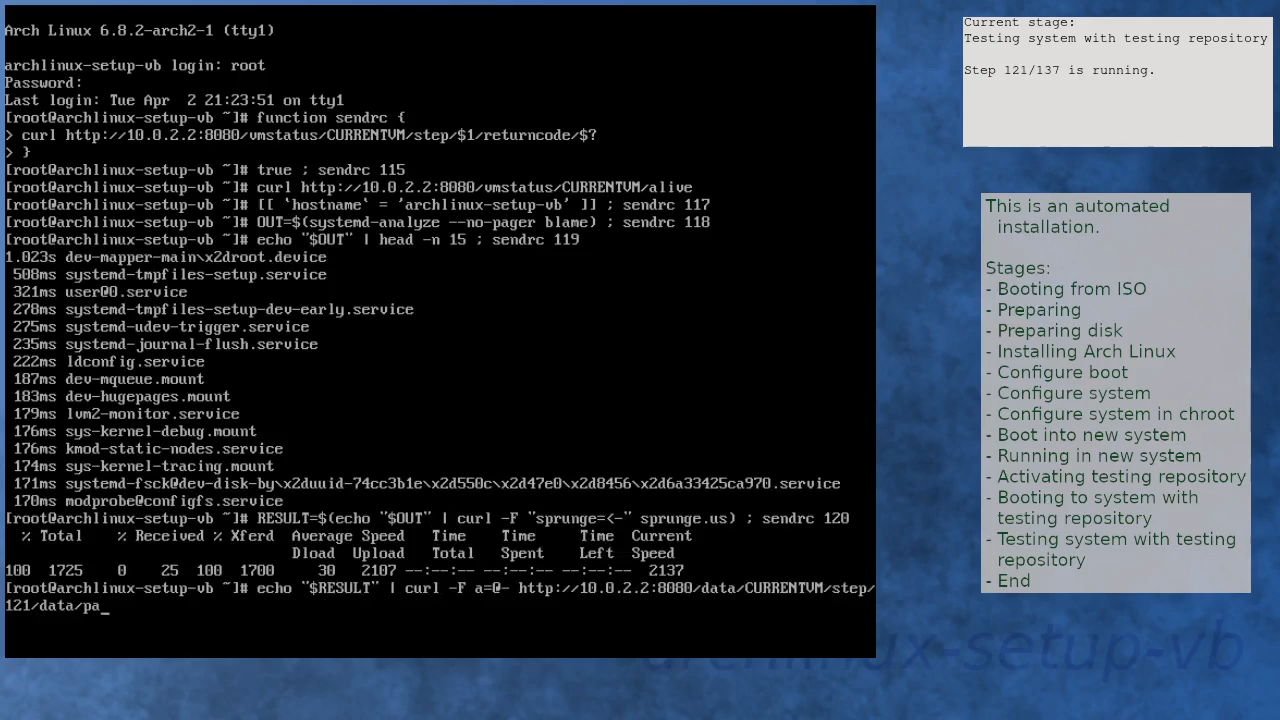 Arch Linux 6.8.2-arch2-1 (tty1)
archlinux-setup-vb login: root
Password:
Last login: Tue Apr  2 21:23:51 on tty1
[root@archlinux-setup-vb ~]# function sendrc {
> curl http://10.0.2.2:8080/vmstatus/CURRENTVM/step/$1/returncode/$?
> }
[root@archlinux-setup-vb ~]# true ; sendrc 115
[root@archlinux-setup-vb ~]# curl http://10.0.2.2:8080/vmstatus/CURRENTVM/alive
[root@archlinux-setup-vb ~]# [[ `hostname` = 'archlinux-setup-vb' ]] ; sendrc 117
[root@archlinux-setup-vb ~]# OUT=$(systemd-analyze --no-pager blame) ; sendrc 118
[root@archlinux-setup-vb ~]# echo "$OUT" | head -n 15 ; sendrc 119
1.023s dev-mapper-main\x2droot.device
 508ms systemd-tmpfiles-setup.service
 321ms user@0.service
 278ms systemd-tmpfiles-setup-dev-early.service
 275ms systemd-udev-trigger.service
 235ms systemd-journal-flush.service
 222ms ldconfig.service
 187ms dev-mqueue.mount
 183ms dev-hugepages.mount
 179ms lvm2-monitor.service
 176ms sys-kernel-debug.mount
 176ms kmod-static-nodes.service
 174ms sys-kernel-tracing.mount
 171ms systemd-fsck@dev-disk-by\x2duuid-74cc3b1e\x2d550c\x2d47e0\x2d8456\x2d6a33425ca970.service
 170ms modprobe@configfs.service
[root@archlinux-setup-vb ~]# RESULT=$(echo "$OUT" | curl -F "sprunge=<-" sprunge.us) ; sendrc 120
  % Total    % Received % Xferd  Average Speed   Time    Time     Time  Current
                                 Dload  Upload   Total   Spent    Left  Speed
100  1725    0    25  100  1700     30   2107 --:--:-- --:--:-- --:--:--  2137
[root@archlinux-setup-vb ~]# echo "$RESULT" | curl -F a=@- http://10.0.2.2:8080/data/CURRENTVM/step/
121/data/pa_
Current stage:
Testing system with testing repository
Step 121/137 is running.
This is an automated
installation.
Stages:
- Booting from ISO
- Preparing
- Preparing disk
- Installing Arch Linux
- Configure boot
- Configure system
- Configure system in chroot
- Boot into new system
- Running in new system
- Activating testing repository
- Booting to system with
testing repository
- Testing system with testing
repository
- End
archlinux-setup-vb